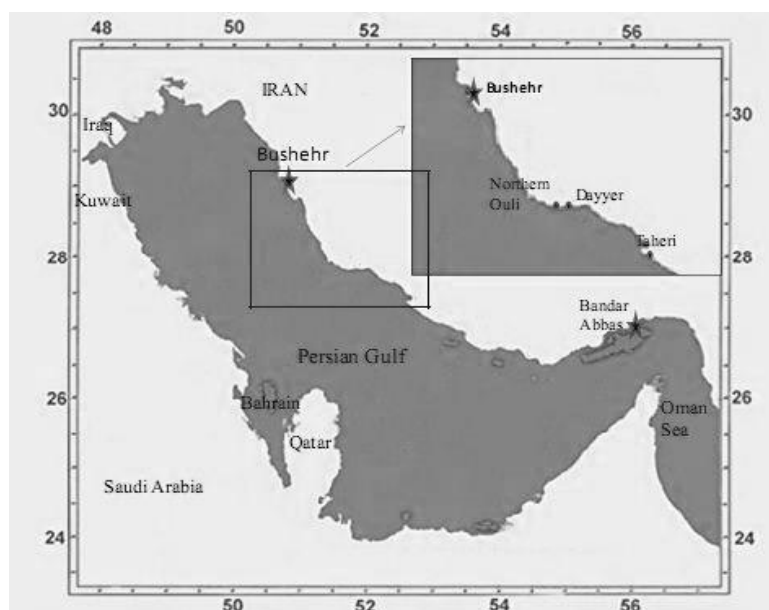 48 50 52 54 56
30
IRAN
Iraq
Bushehr
Kuwait
28
26
24
Bushehr
Northern
Ouli
Dayyer
Taheri
30
28
Bandar
Abbas
Persian Gulf
Bahrain
Qatar
Oman
Sea
Saudi Arabia
26
24
50 52 54 56